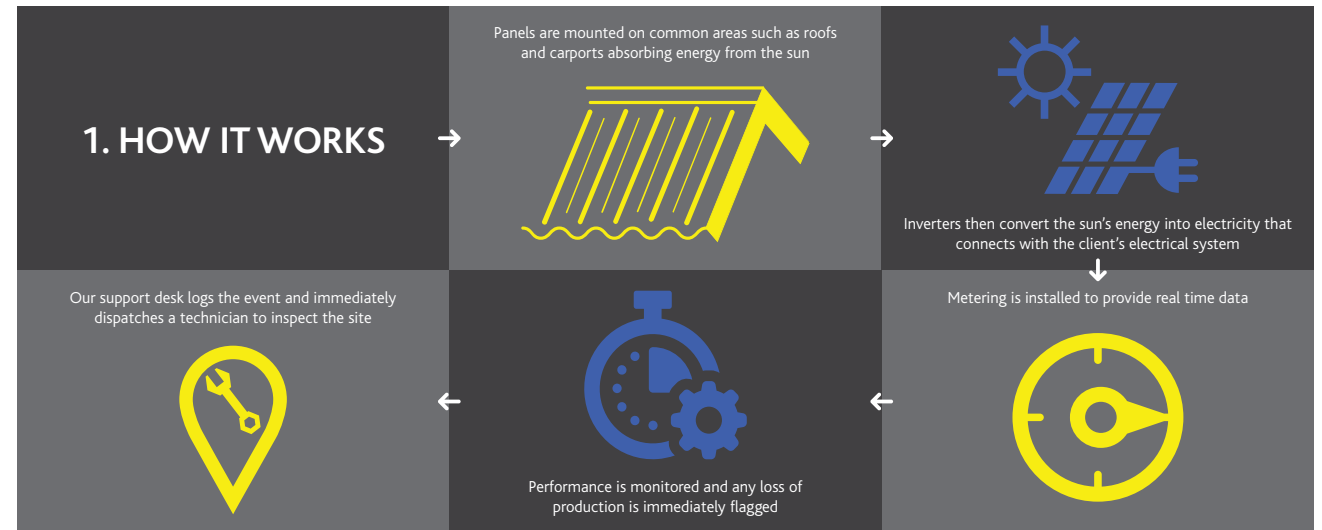 1. HOW IT WORKS
Panels are mounted on common areas such as roofs
and carports absorbing energy from the sun
Inverters then convert the sun’s energy into electricity that
connects with the client’s electrical system
Metering is installed to provide real time data
Performance is monitored and any loss of
production is immediately flagged
Our support desk logs the event and immediately
dispatches a technician to inspect the site